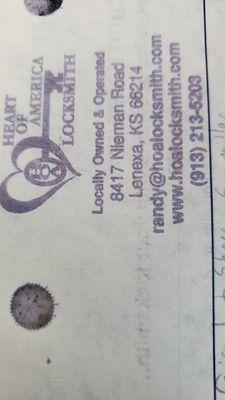 HEART
OF
AMERICA
LOCKSMITH
Locally Owned & Operated
8417 Nieman Road
Lenexa, KS 66214
randy@hoalocksmith.com
www.hoalocksmith.com
(913) 213-6203